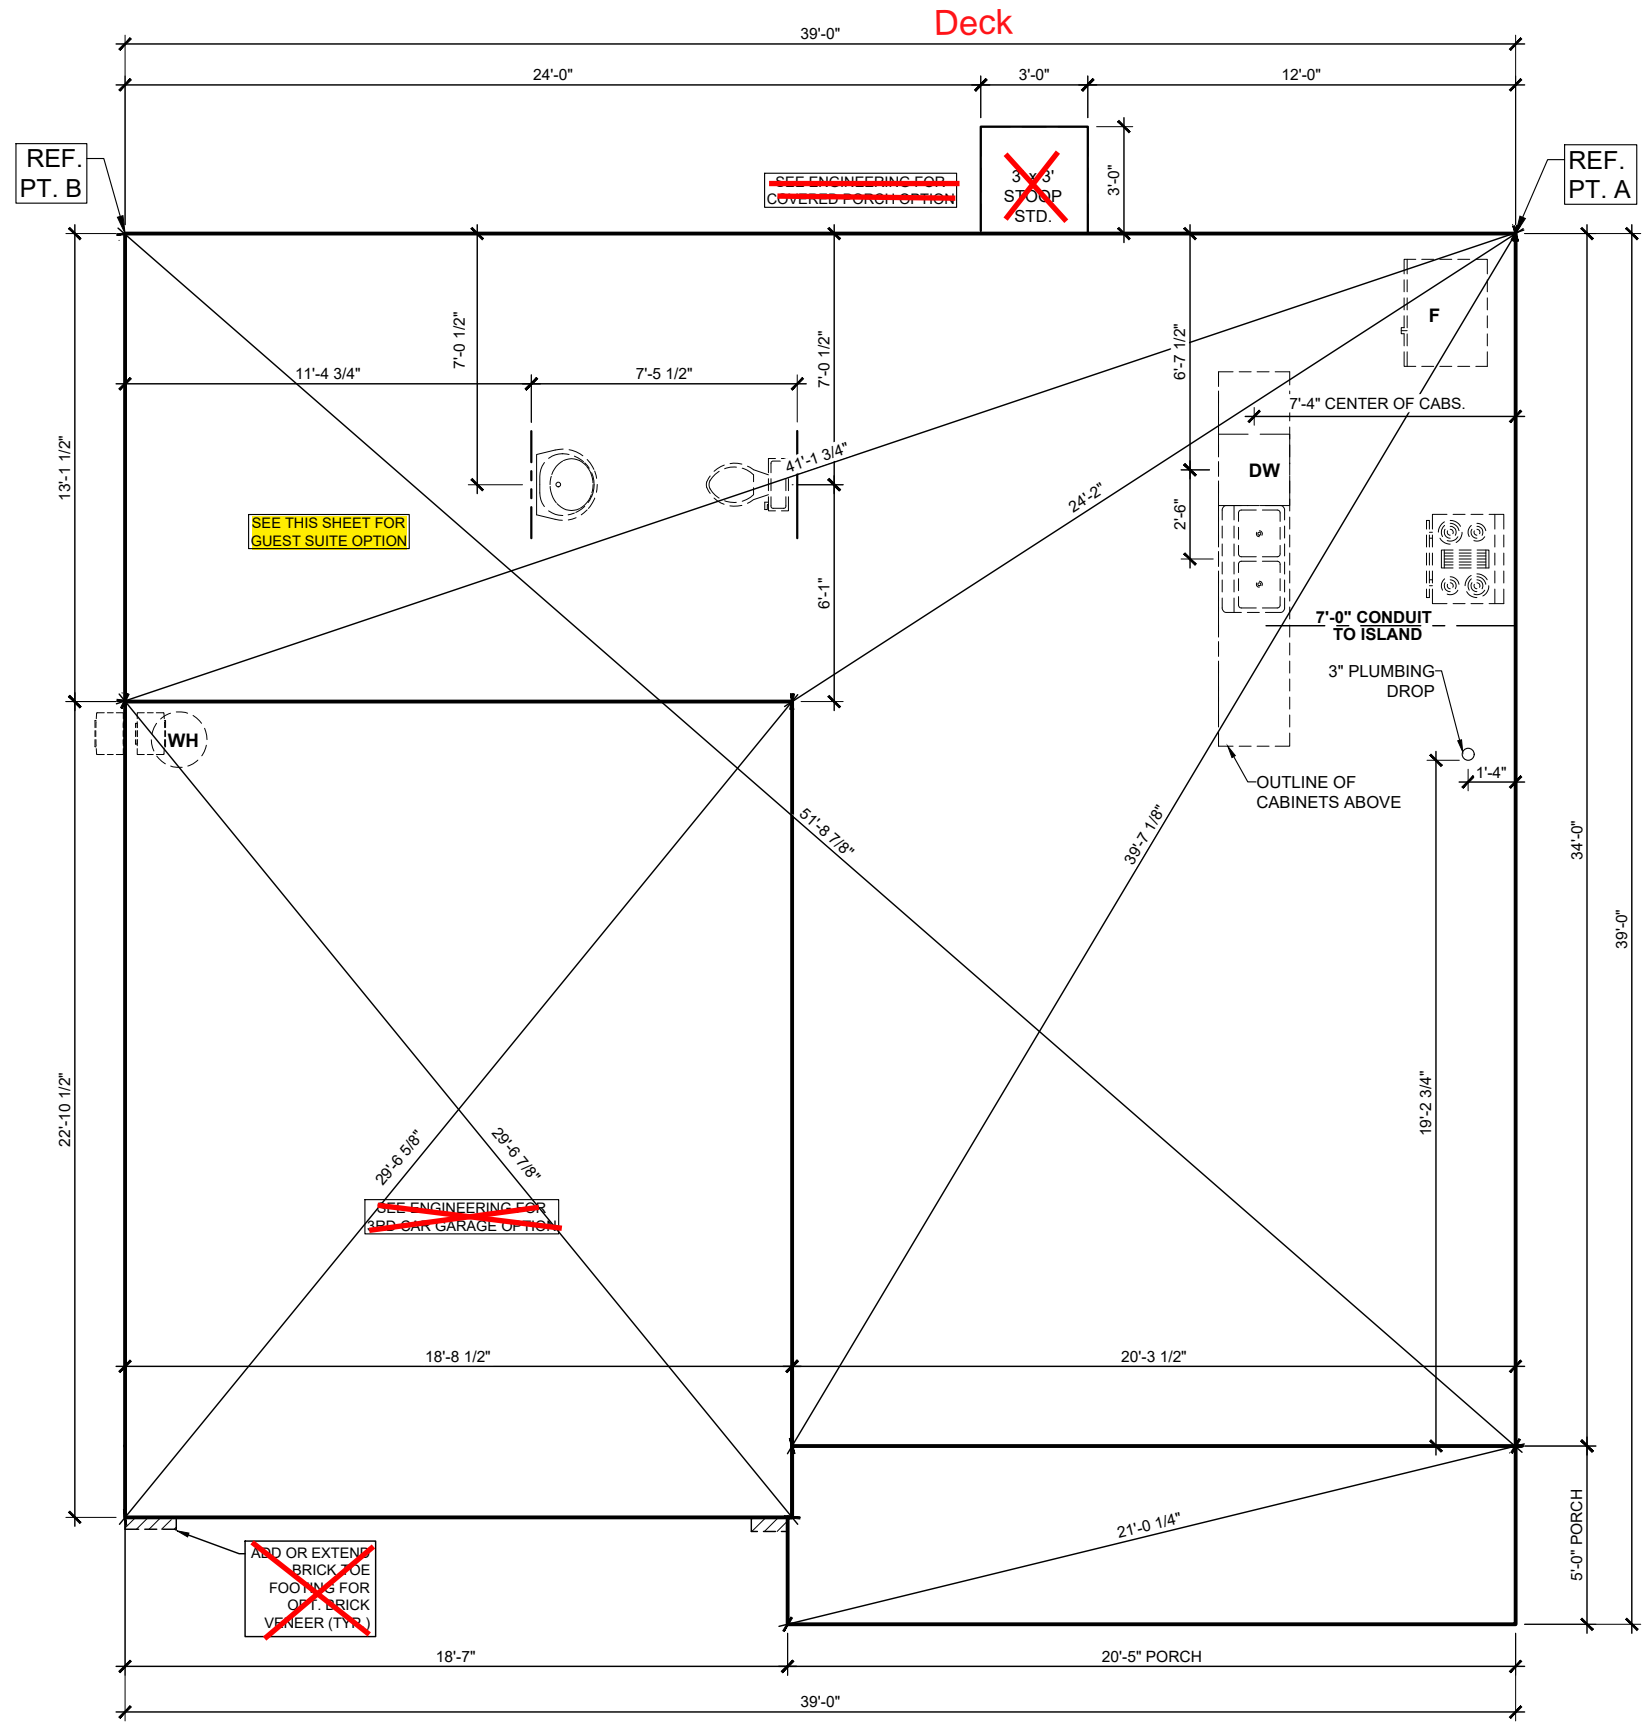 Deck
39'-0"
24'-0"
3'-0"
12'-0"
REF.
PT. B
REF.
PT. A
SEE ENGINEERING FOR
COVERED PORCH OPTION
3' x 3'
STOOP
STD.
3'-0"
F
7'-0 1/2"
7'-0 1/2"
6'-7 1/2"
11'-4 3/4"
7'-5 1/2"
7'-4" CENTER OF CABS.
13'-1 1/2"
41'-1 3/4"
24'-2"
DW
2'-6"
SEE THIS SHEET FOR
GUEST SUITE OPTION
6'-1"
7'-0" CONDUIT
TO ISLAND
3" PLUMBING
DROP
WH
1'-4"
OUTLINE OF
CABINETS ABOVE
51'-8 7/8"
39'-7 1/8"
34'-0"
39'-0"
22'-10 1/2"
19'-2 3/4"
29'-6 5/8"
29'-6 7/8"
SEE ENGINEERING FOR
3RD CAR GARAGE OPTION
18'-8 1/2"
20'-3 1/2"
21'-0 1/4"
5'-0" PORCH
ADD OR EXTEND
BRICK TOE
FOOTING FOR
OPT. BRICK
VENEER (TYP.)
18'-7"
20'-5" PORCH
39'-0"